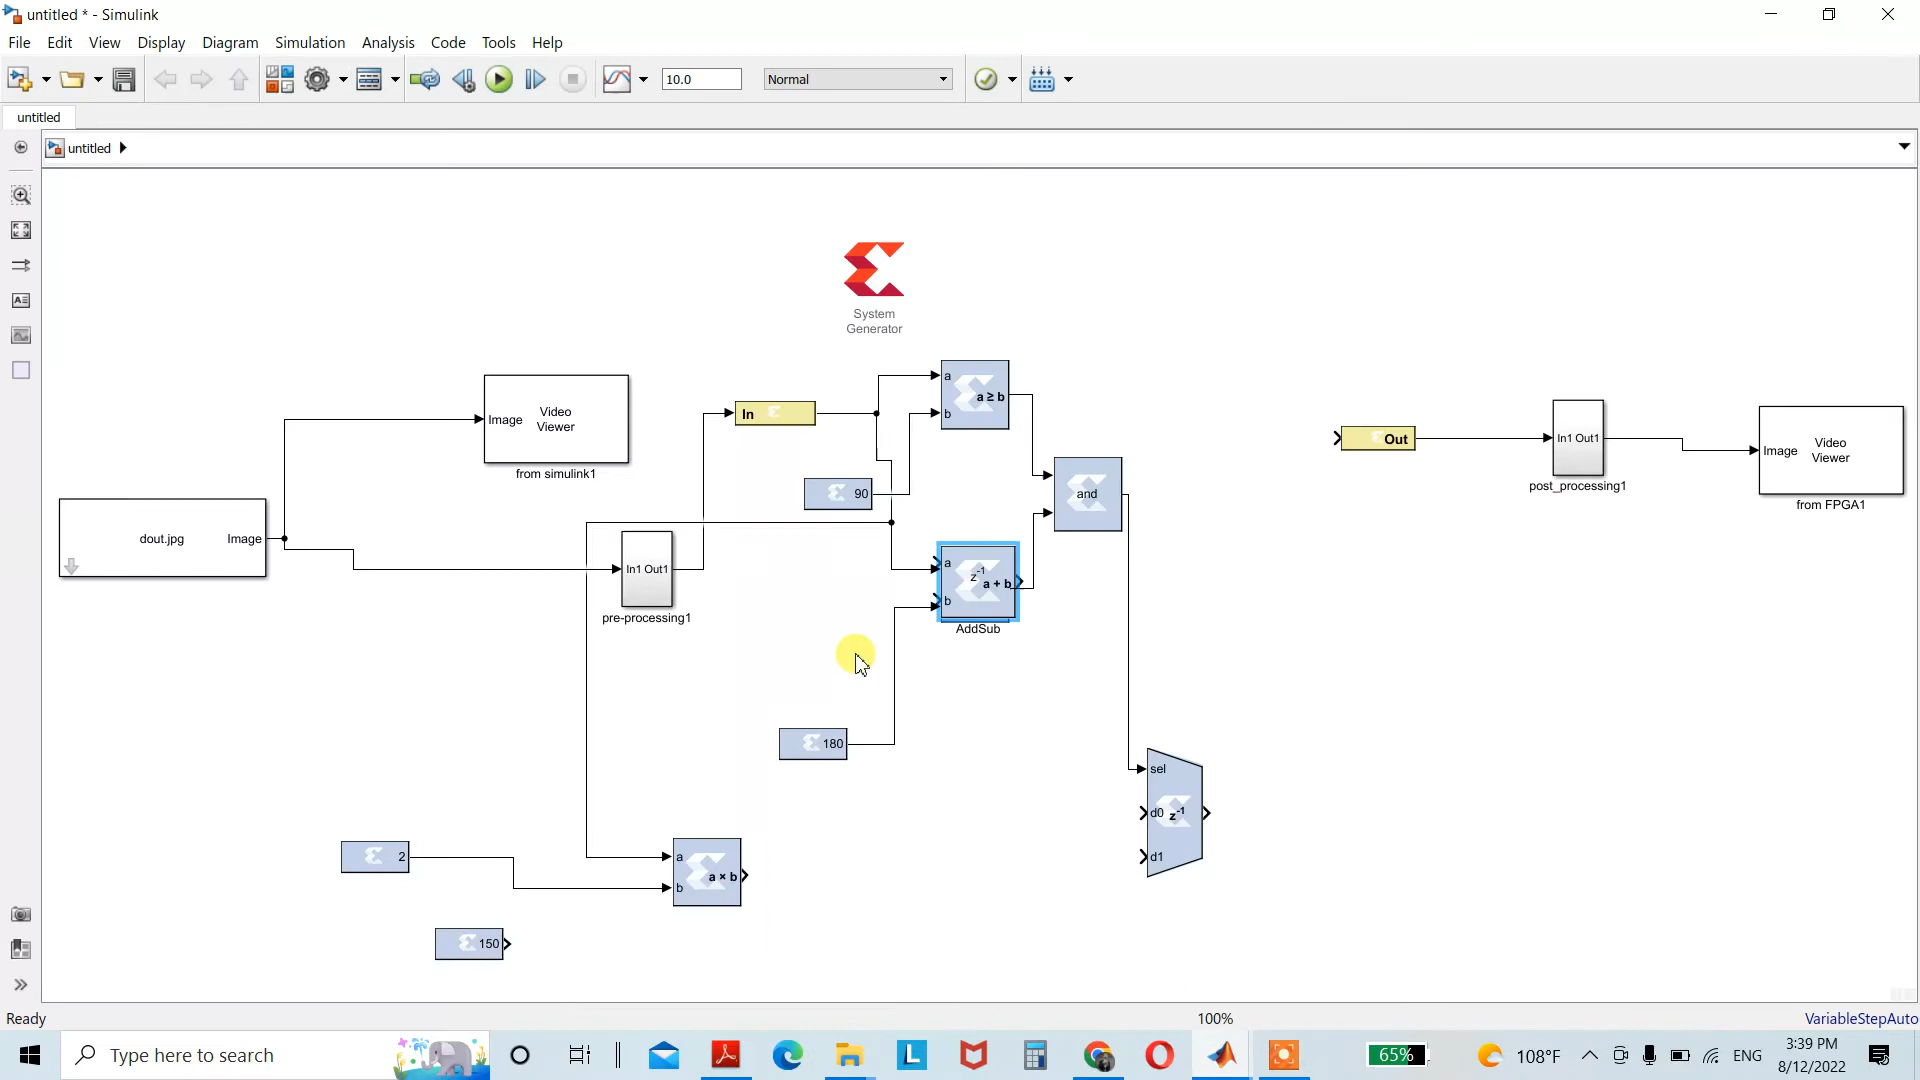 untitled * - Simulink
File Edit View Display Diagram Simulation Analysis Code Tools Help
10.0 Normal
untitled
untitled
System
Generator
a
b
a ≥ b
Image
Video
Viewer
from simulink1
In
Out
In1 Out1
post_processing1
Image
Video
Viewer
from FPGA1
90
and
dout.jpg Image
In1 Out1
pre-processing1
a
b
z-1
a + b
AddSub
180
sel
d0 z-1
d1
2
a
b
a × b
150
Ready 100% VariableStepAuto
Type here to search
65% 108°F ENG
3:39 PM
8/12/2022